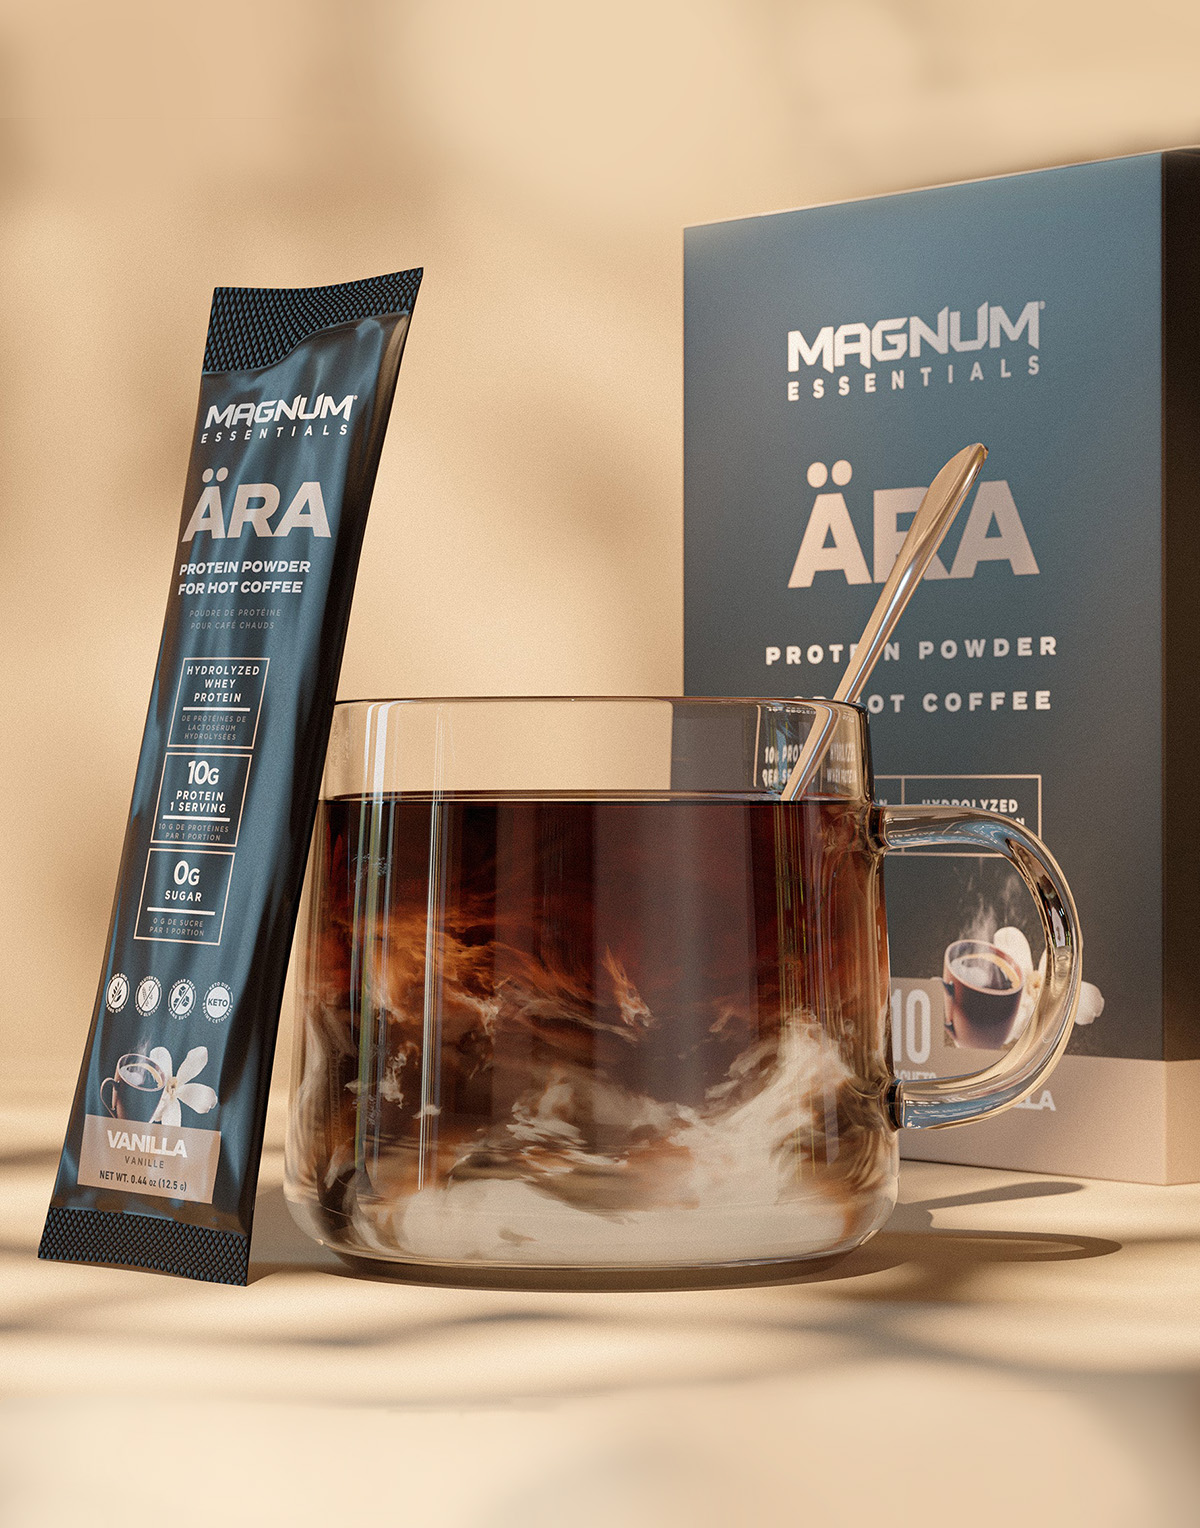 MAGNUM®
ESSENTIALS
ÄRA
PROTEIN POWDER
FOR HOT COFFEE
POUDRE DE PROTÉINE
POUR CAFÉ CHAUDS
HYDROLYZED
WHEY
PROTEIN
DE PROTÉINES DE
LACTOSÉRUM
HYDROLYSÉES
10G
PROTEIN
1 SERVING
10 G DE PROTÉINES
PAR 1 PORTION
0G
SUGAR
0 G DE SUCRE
PAR 1 PORTION
KETO
VANILLA
VANILLE
NET WT. 0.44 oz (12.5 g)
MAGNUM®
ESSENTIALS
ÄRA
POWDER
COFFEE
HYDROLYZED
10